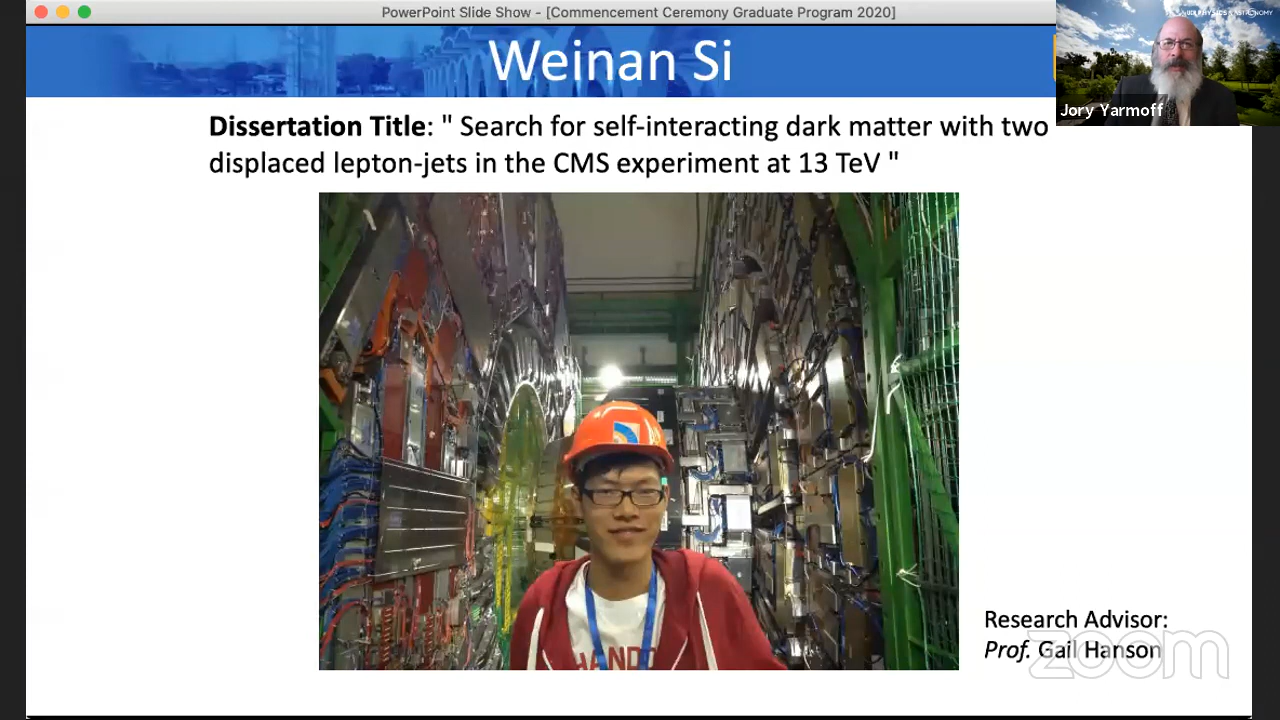 PowerPoint Slide Show - [Commencement Ceremony Graduate Program 2020]
Weinan Si
Jory Yarmoff
Dissertation Title: " Search for self-interacting dark matter with two
displaced lepton-jets in the CMS experiment at 13 TeV "
Research Advisor:
Prof. Gail Hanson
zoom